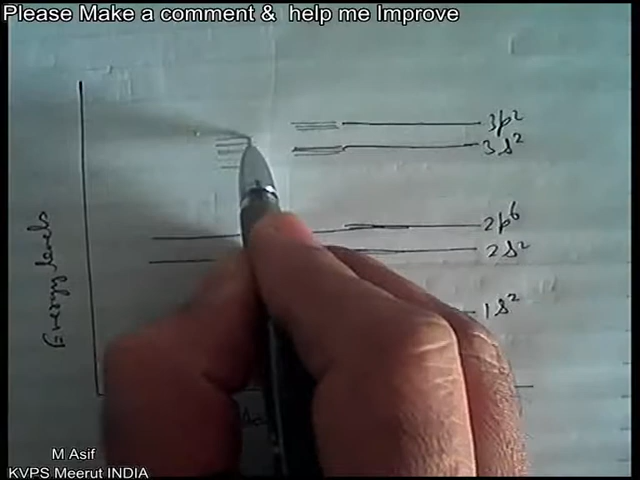 Please Make a comment & help me Improve
3p²
3s²
2p⁶
2s²
1s²
Energy levels
M Asif
KVPS Meerut INDIA